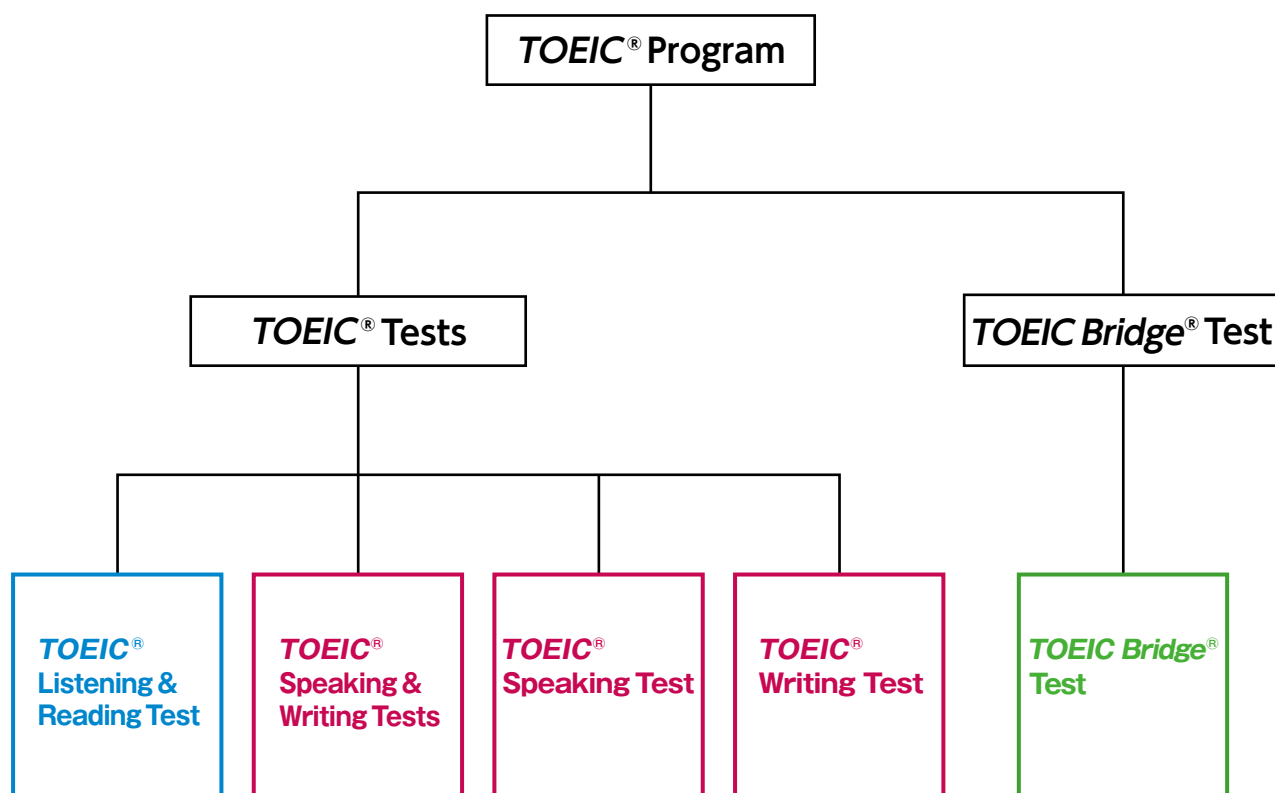 TOEIC® Program
TOEIC® Tests
TOEIC Bridge® Test
TOEIC®
Listening &
Reading Test
TOEIC®
Speaking &
Writing Tests
TOEIC®
Speaking Test
TOEIC®
Writing Test
TOEIC Bridge®
Test